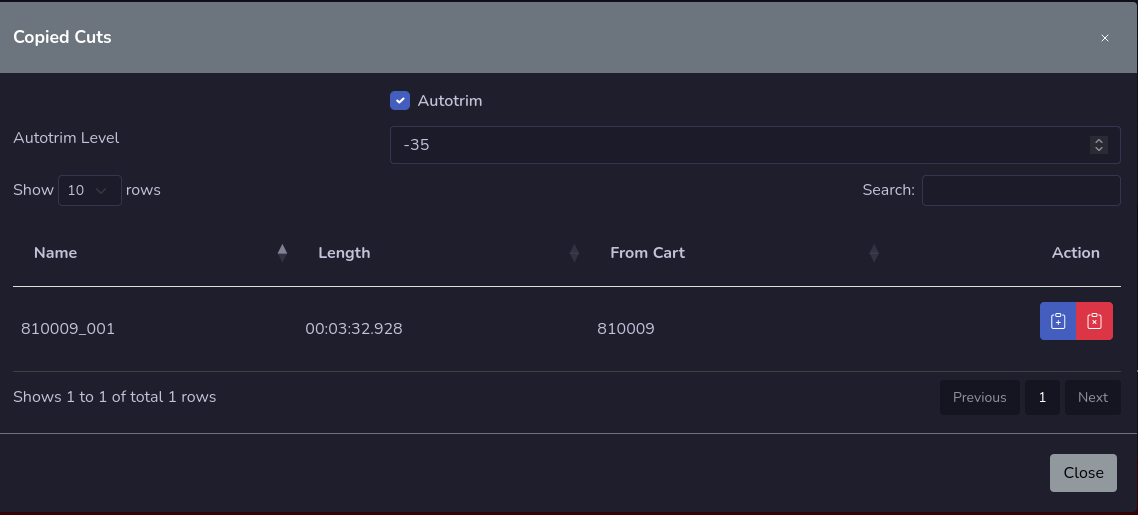 Copied Cuts
Autotrim
Autotrim Level
-35
Show 10 rows
Search:
Name Length From Cart Action
810009_001 00:03:32.928 810009
Shows 1 to 1 of total 1 rows
Previous 1 Next
Close